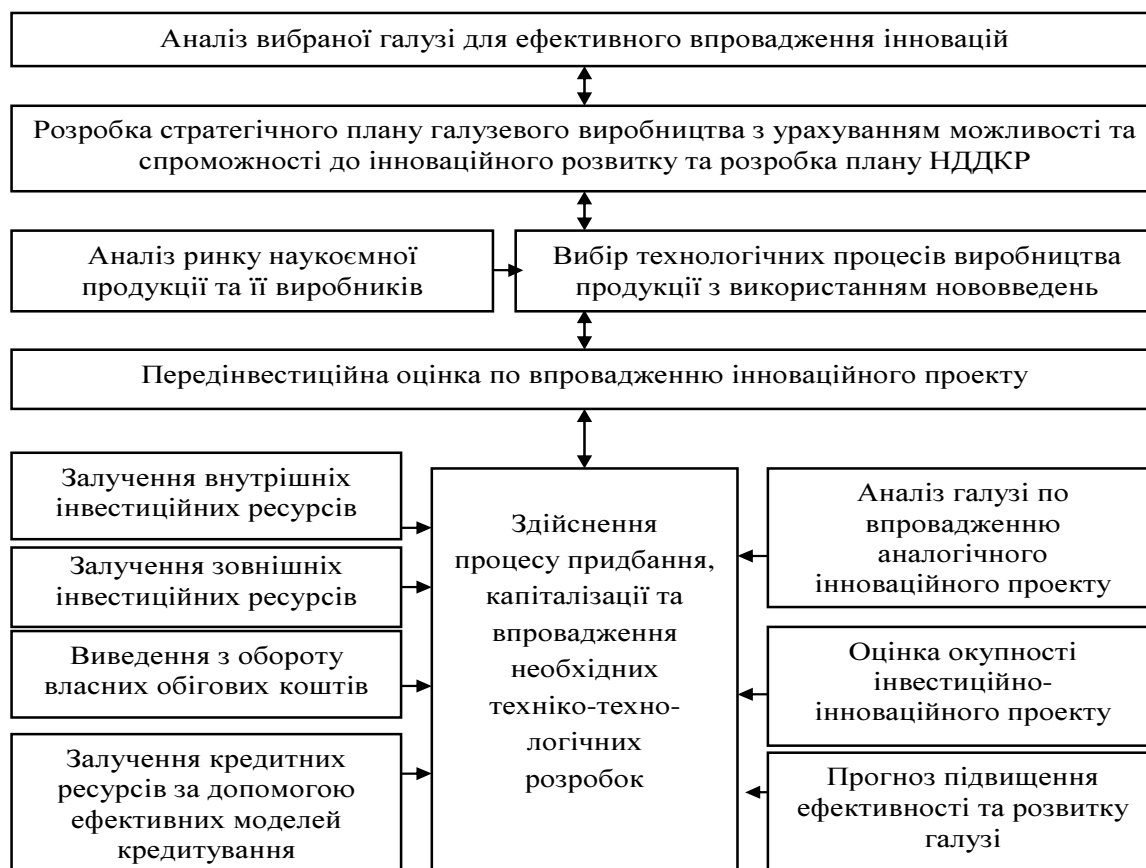 Аналіз вибраної галузі для ефективного впровадження інновацій
Розробка стратегічного плану галузевого виробництва з урахуванням можливості та
спроможності до інноваційного розвитку та розробка плану НДДКР
Аналіз ринку наукоємної
продукції та її виробників
Вибір технологічних процесів виробництва
продукції з використанням нововведень
Передінвестиційна оцінка по впровадженню інноваційного проекту
Залучення внутрішніх
інвестиційних ресурсів
Залучення зовнішніх
інвестиційних ресурсів
Виведення з обороту
власних обігових коштів
Залучення кредитних
ресурсів за допомогою
ефективних моделей
кредитування
Здійснення
процесу придбання,
капіталізації та
впровадження
необхідних
техніко-техно-
логічних
розробок
Аналіз галузі по
впровадженню
аналогічного
інноваційного проекту
Оцінка окупності
інвестиційно-
інноваційного проекту
Прогноз підвищення
ефективності та розвитку
галузі